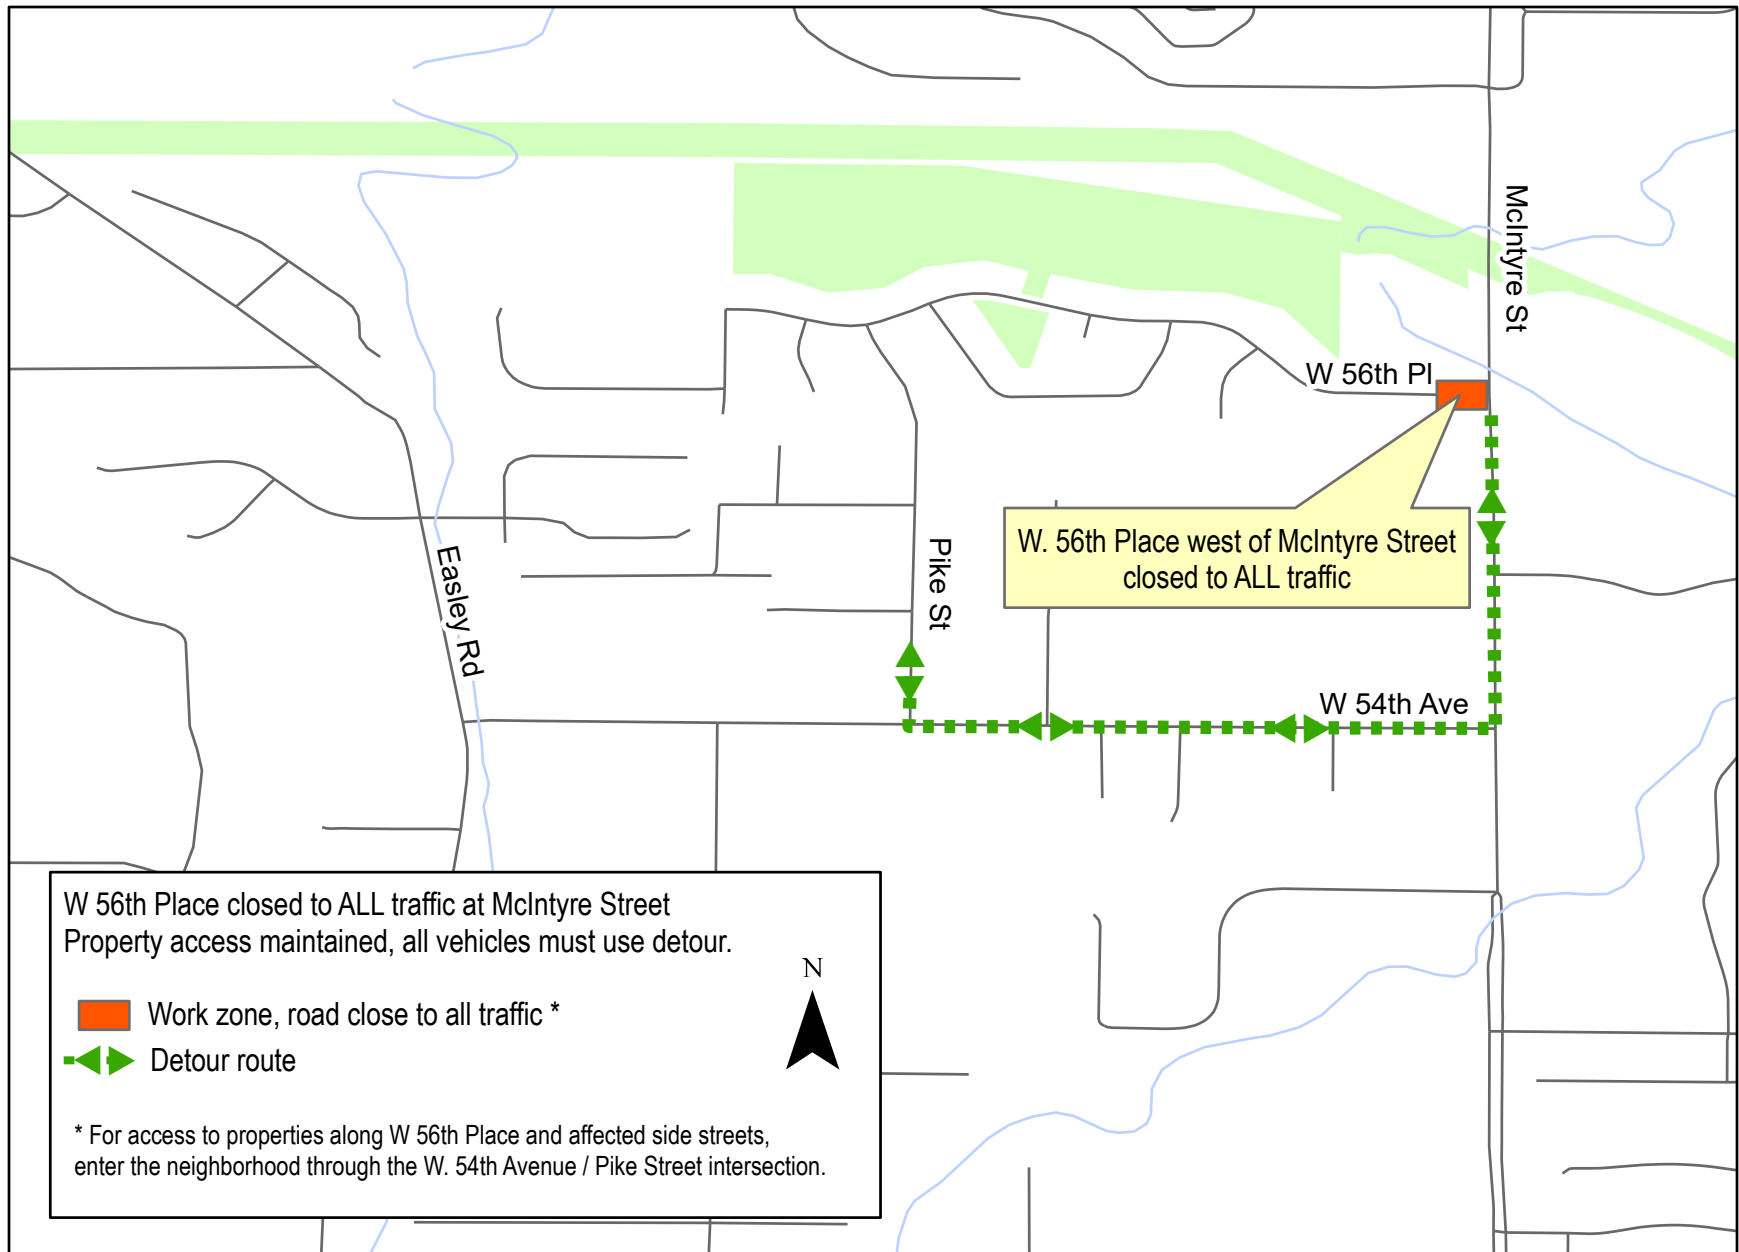 McIntyre St
W 56th Pl
W. 56th Place west of McIntyre Street
closed to ALL traffic
Pike St
Easley Rd
W 54th Ave
W 56th Place closed to ALL traffic at McIntyre Street
Property access maintained, all vehicles must use detour.
N
Work zone, road close to all traffic *
Detour route
* For access to properties along W 56th Place and affected side streets,
enter the neighborhood through the W. 54th Avenue / Pike Street intersection.